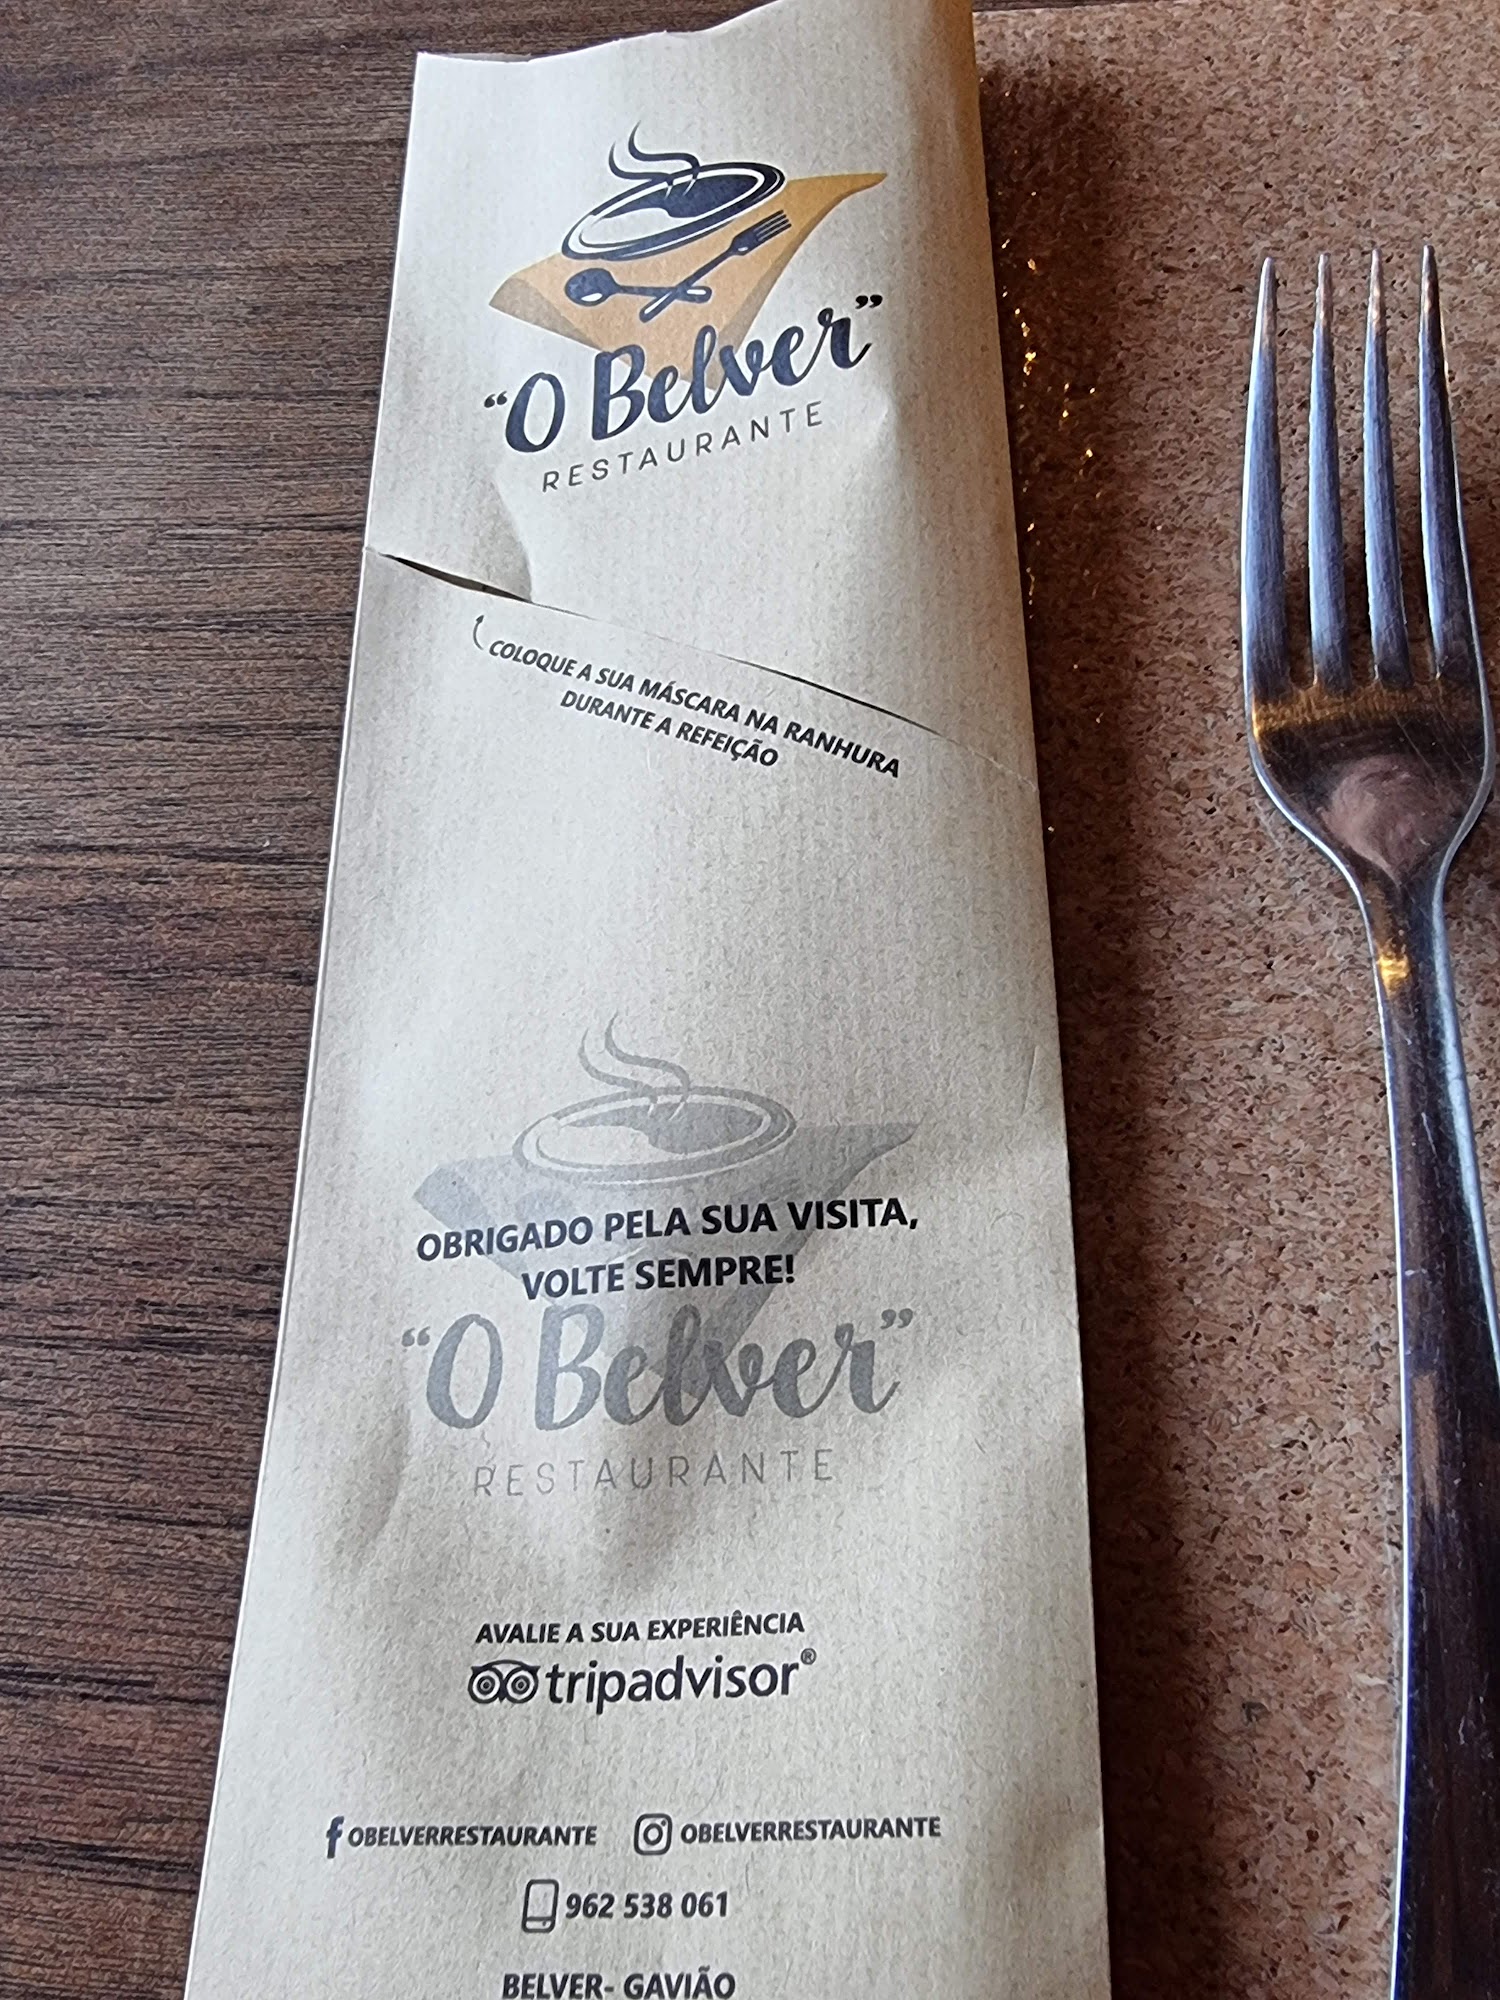 “O Belver”
RESTAURANTE
COLOQUE A SUA MÁSCARA NA RANHURA
DURANTE A REFEIÇÃO
OBRIGADO PELA SUA VISITA,
VOLTE SEMPRE!
“O Belver”
RESTAURANTE
AVALIE A SUA EXPERIÊNCIA
tripadvisor®
OBELVERRESTAURANTE OBELVERRESTAURANTE
962 538 061
BELVER- GAVIÃO